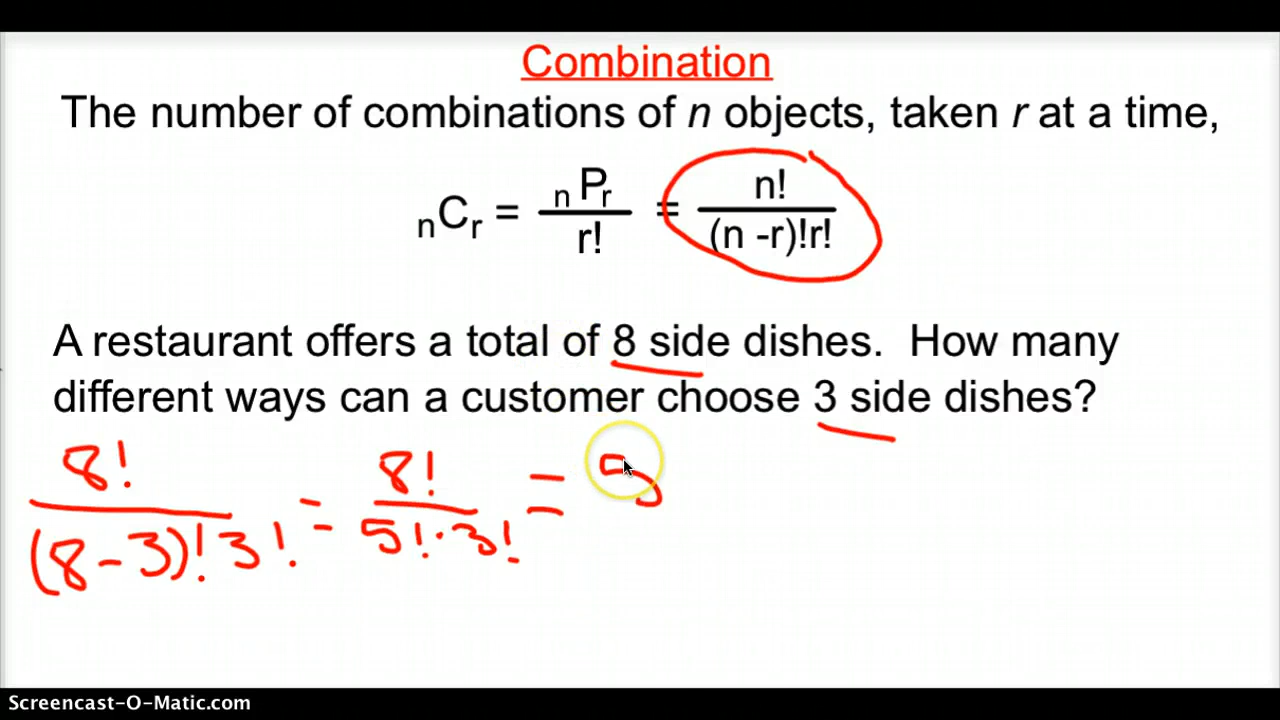 Combination
The number of combinations of n objects, taken r at a time,
nCr = nPr / r! = n! / (n -r)!r!
A restaurant offers a total of 8 side dishes. How many
different ways can a customer choose 3 side dishes?
8! / (8-3)!3! = 8! / 5!·3! =
Screencast-O-Matic.com